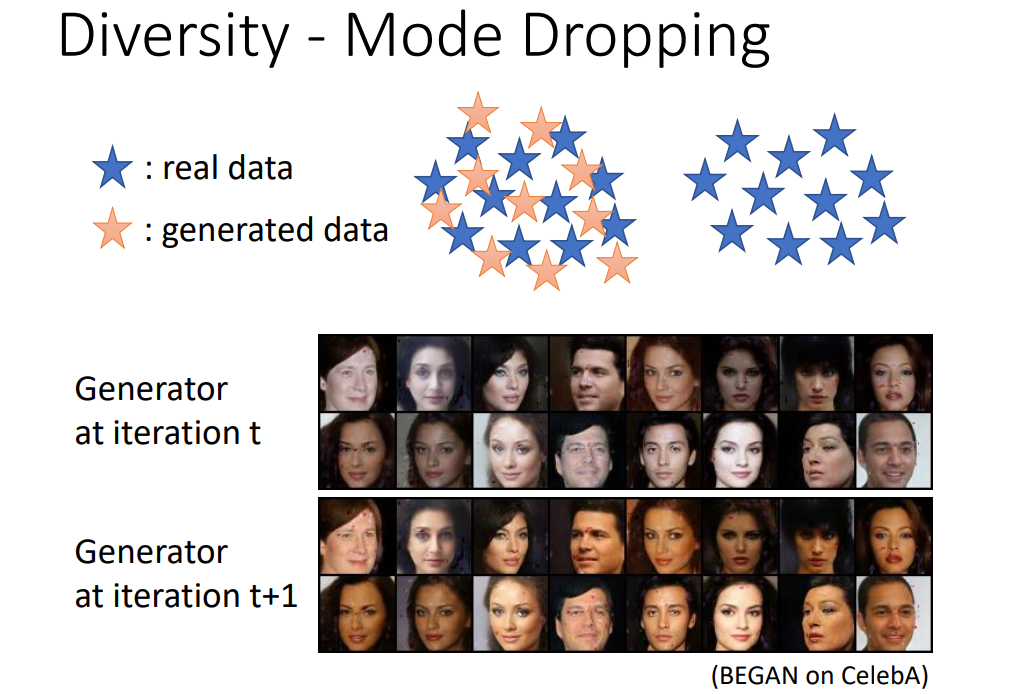 Diversity - Mode Dropping
: real data
: generated data
Generator
at iteration t
Generator
at iteration t+1
(BEGAN on CelebA)